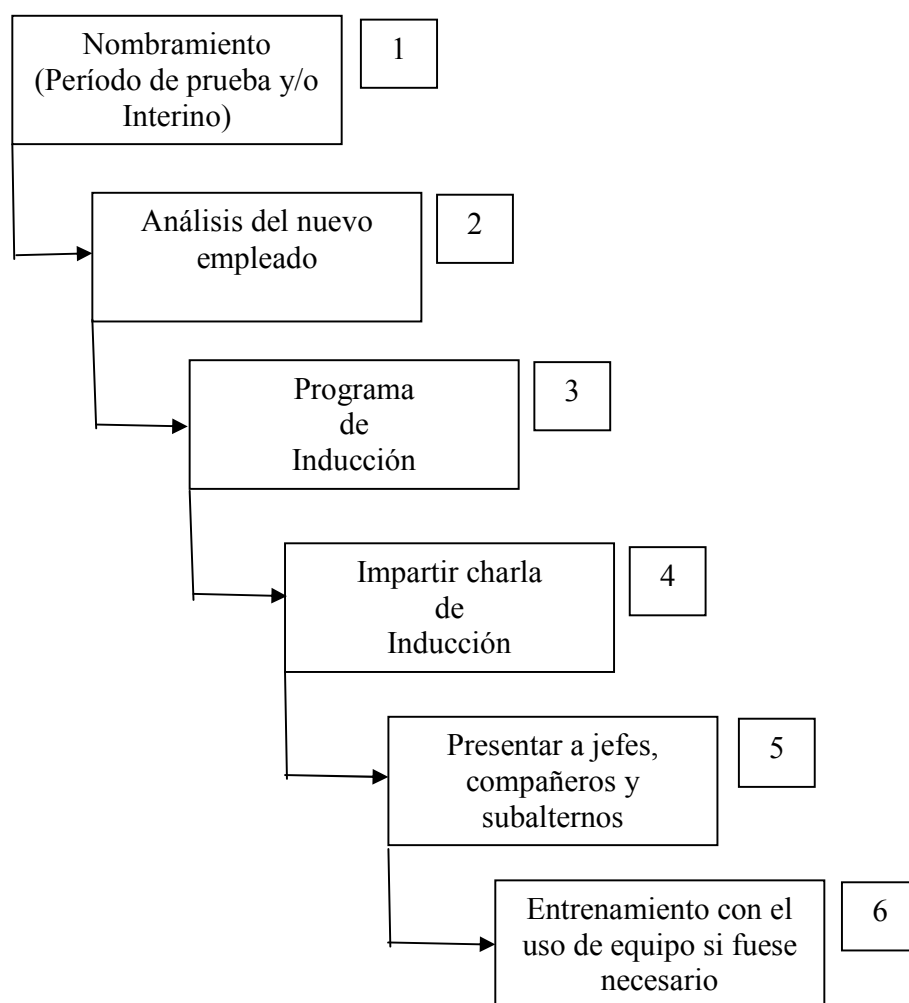 Nombramiento
(Período de prueba y/o
Interino)
1
Análisis del nuevo
empleado
2
Programa
de
Inducción
3
Impartir charla
de
Inducción
4
Presentar a jefes,
compañeros y
subalternos
5
Entrenamiento con el
uso de equipo si fuese
necesario
6